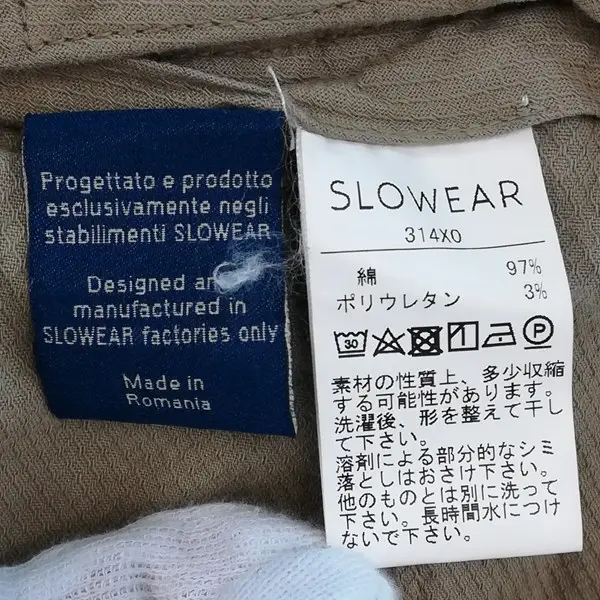 Progettato e prodotto
esclusivamente negli
stabilimenti SLOWEAR
Designed and
manufactured in
SLOWEAR factories only
Made in
Romania
SLOWEAR
314X0
綿 97%
ポリウレタン 3%
30
P
素材の性質上、多少収縮
する可能性があります。
洗濯後、形を整えて干し
て下さい。
溶剤による部分的なシミ
落としはおさけ下さい。
他のものとは別に洗って
下さい。長時間水につけ
ないで下さい。